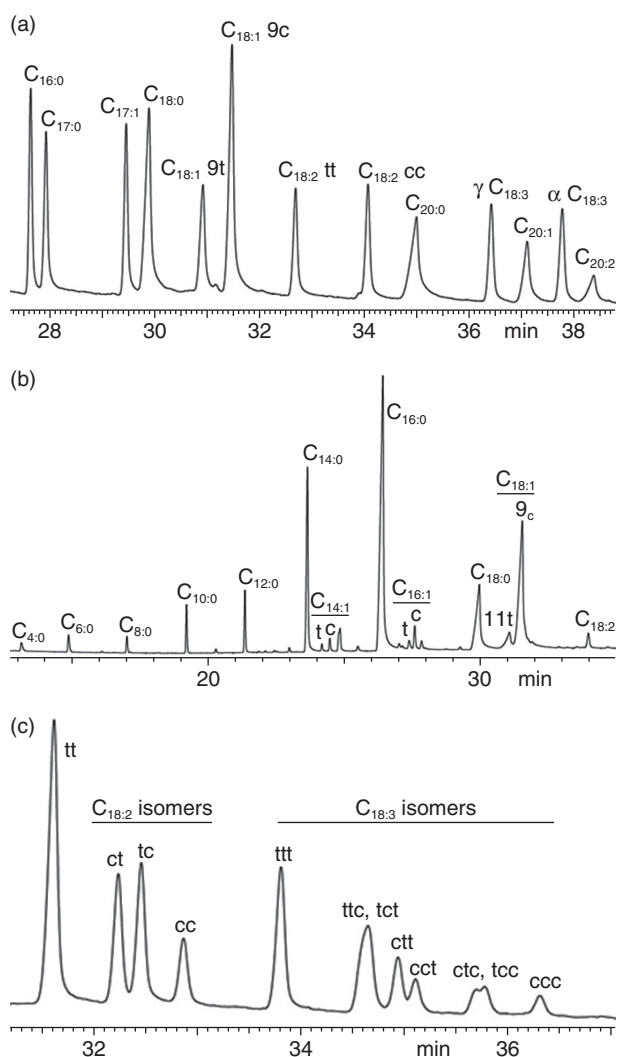 (a)
C16:0
C17:0
C17:1
C18:0
C18:1 9t
C18:1 9c
C18:2 tt
C18:2 cc
C20:0
γ C18:3
C20:1
α C18:3
C20:2
28 30 32 34 36 min 38
(b)
C4:0
C6:0
C8:0
C10:0
C12:0
C14:0
C14:1
t c
C16:0
C16:1
t c
C18:0
11t
C18:1
9c
C18:2
20 30 min
(c)
tt
C18:2 isomers
ct tc
cc
C18:3 isomers
ttt
ttc, tct
ctt
cct
ctc, tcc
ccc
32 34 min 36